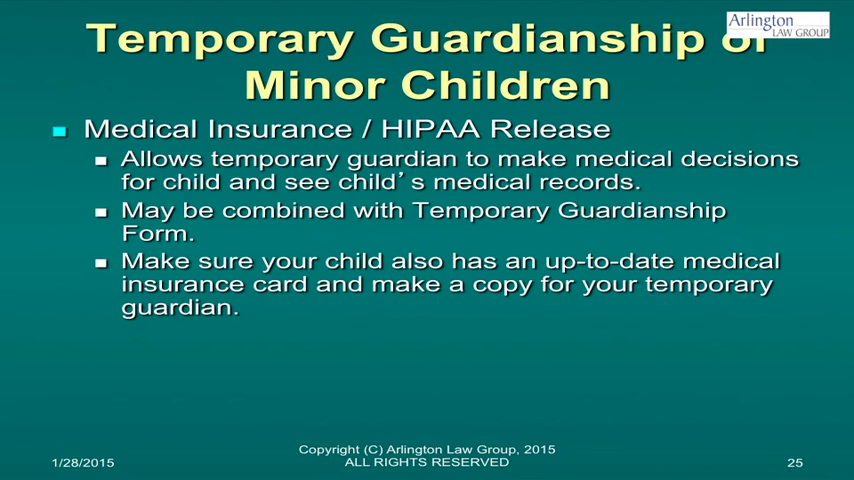 Arlington
LAW GROUP
Temporary Guardianship of
Minor Children
Medical Insurance / HIPAA Release
Allows temporary guardian to make medical decisions
for child and see child’s medical records.
May be combined with Temporary Guardianship
Form.
Make sure your child also has an up-to-date medical
insurance card and make a copy for your temporary
guardian.
1/28/2015
Copyright (C) Arlington Law Group, 2015
ALL RIGHTS RESERVED
25